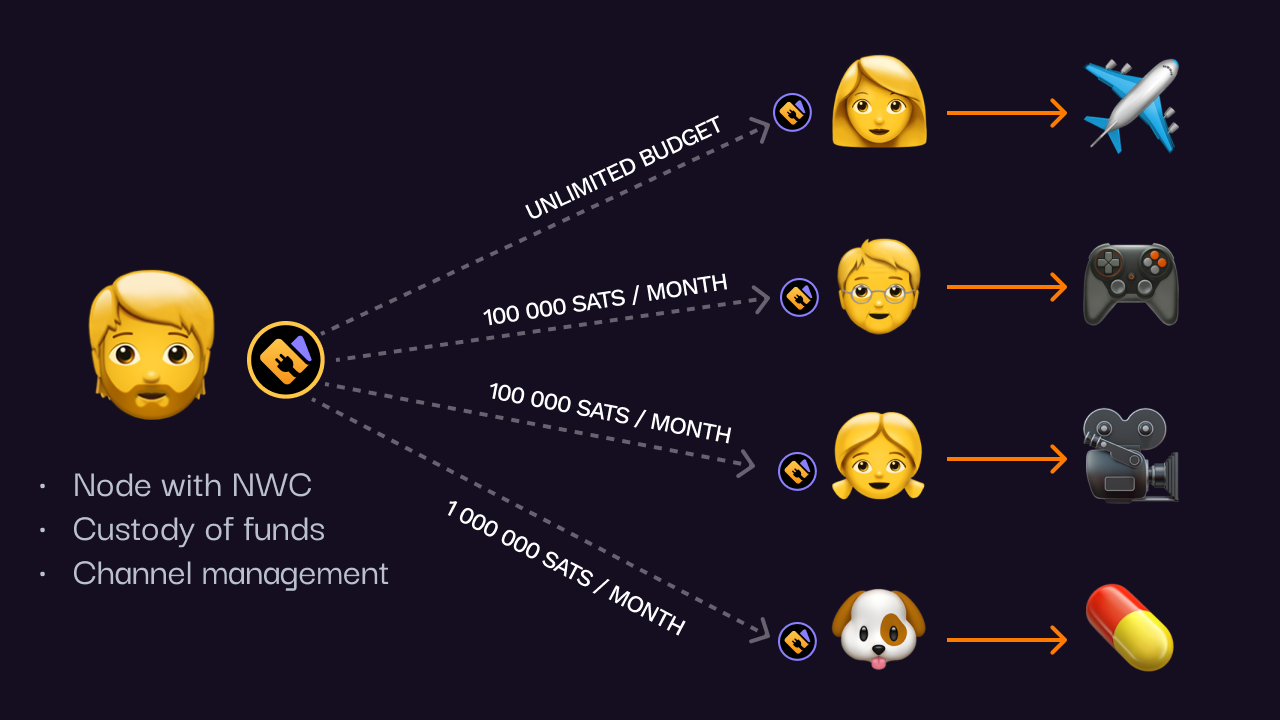 UNLIMITED BUDGET
100 000 SATS / MONTH
100 000 SATS / MONTH
1 000 000 SATS / MONTH
• Node with NWC
• Custody of funds
• Channel management